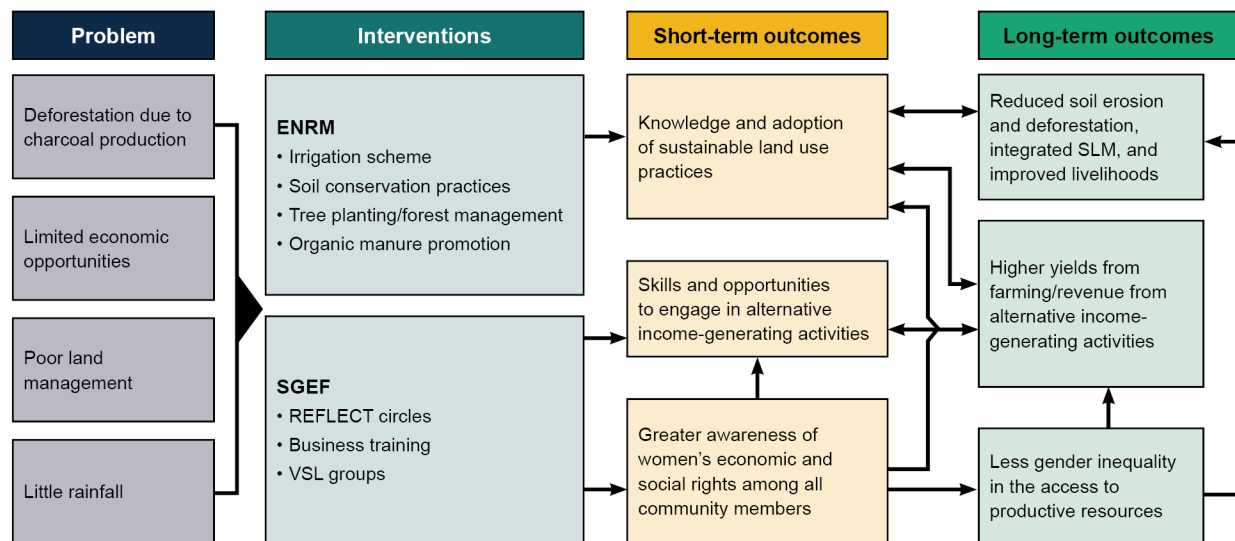 Problem
Interventions
Short-term outcomes
Long-term outcomes
Deforestation due to
charcoal production
Limited economic
opportunities
Poor land
management
Little rainfall
ENRM
• Irrigation scheme
• Soil conservation practices
• Tree planting/forest management
• Organic manure promotion
SGEF
• REFLECT circles
• Business training
• VSL groups
Knowledge and adoption
of sustainable land use
practices
Skills and opportunities
to engage in alternative
income-generating activities
Greater awareness of
women’s economic and
social rights among all
community members
Reduced soil erosion
and deforestation,
integrated SLM, and
improved livelihoods
Higher yields from
farming/revenue from
alternative income-
generating activities
Less gender inequality
in the access to
productive resources